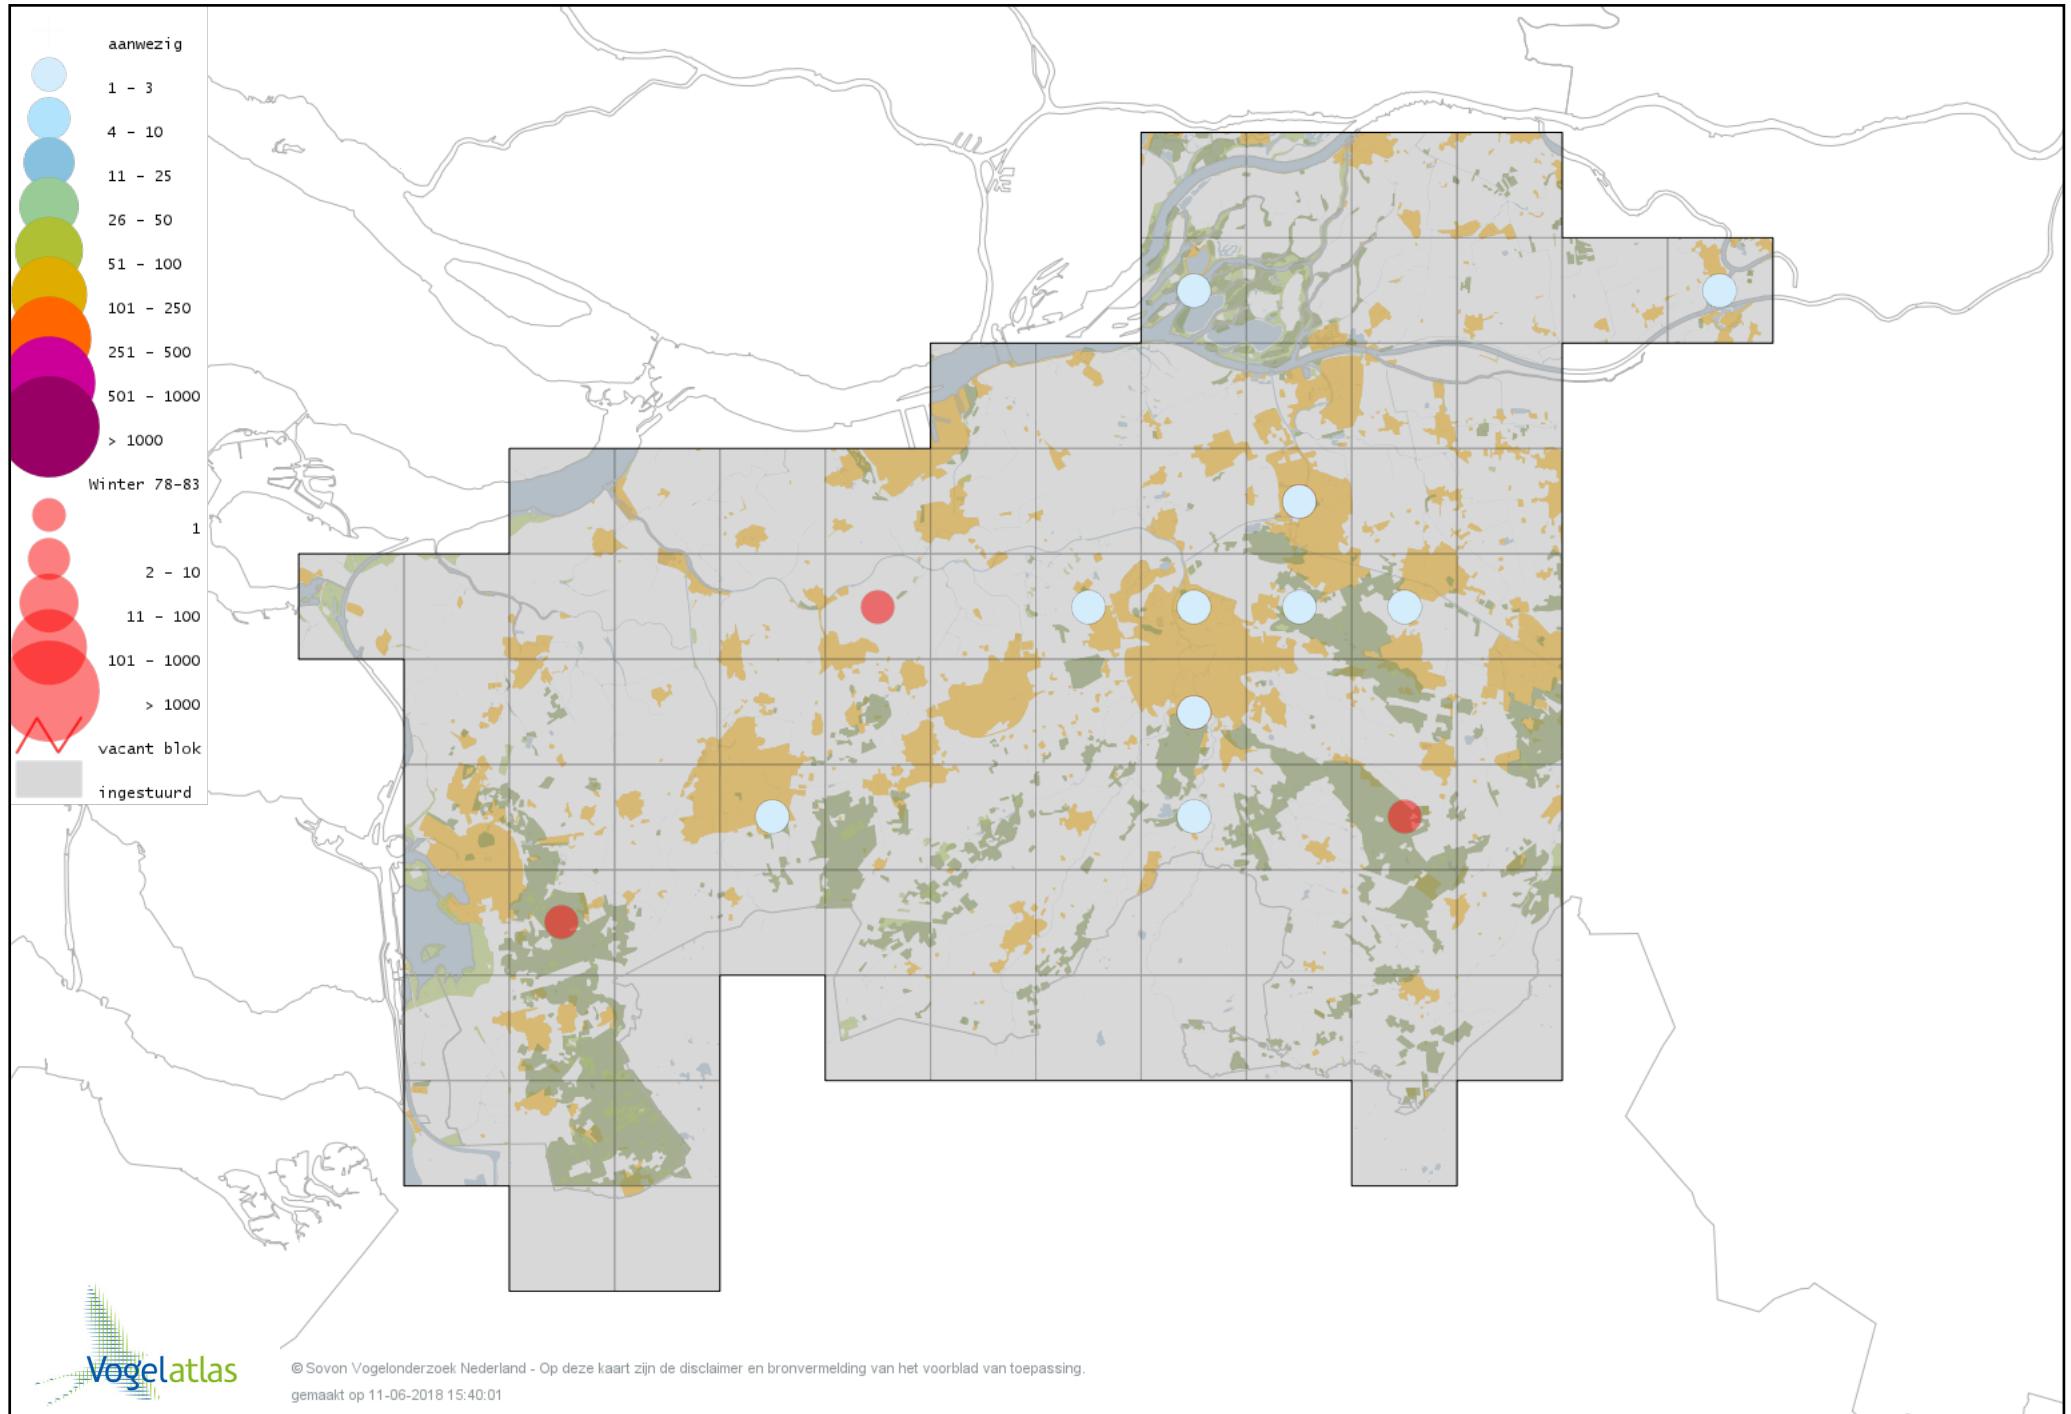 aanwezig
1 – 3
4 – 10
11 – 25
26 – 50
51 – 100
101 – 250
251 – 500
501 – 1000
> 1000
Winter 78-83
1
2 – 10
11 – 100
101 – 1000
> 1000
vacant blok
ingestuurd
Vogelatlas
© Sovon Vogelonderzoek Nederland - Op deze kaart zijn de disclaimer en bronvermelding van het voorblad van toepassing.
gemaakt op 11-06-2018 15:40:01